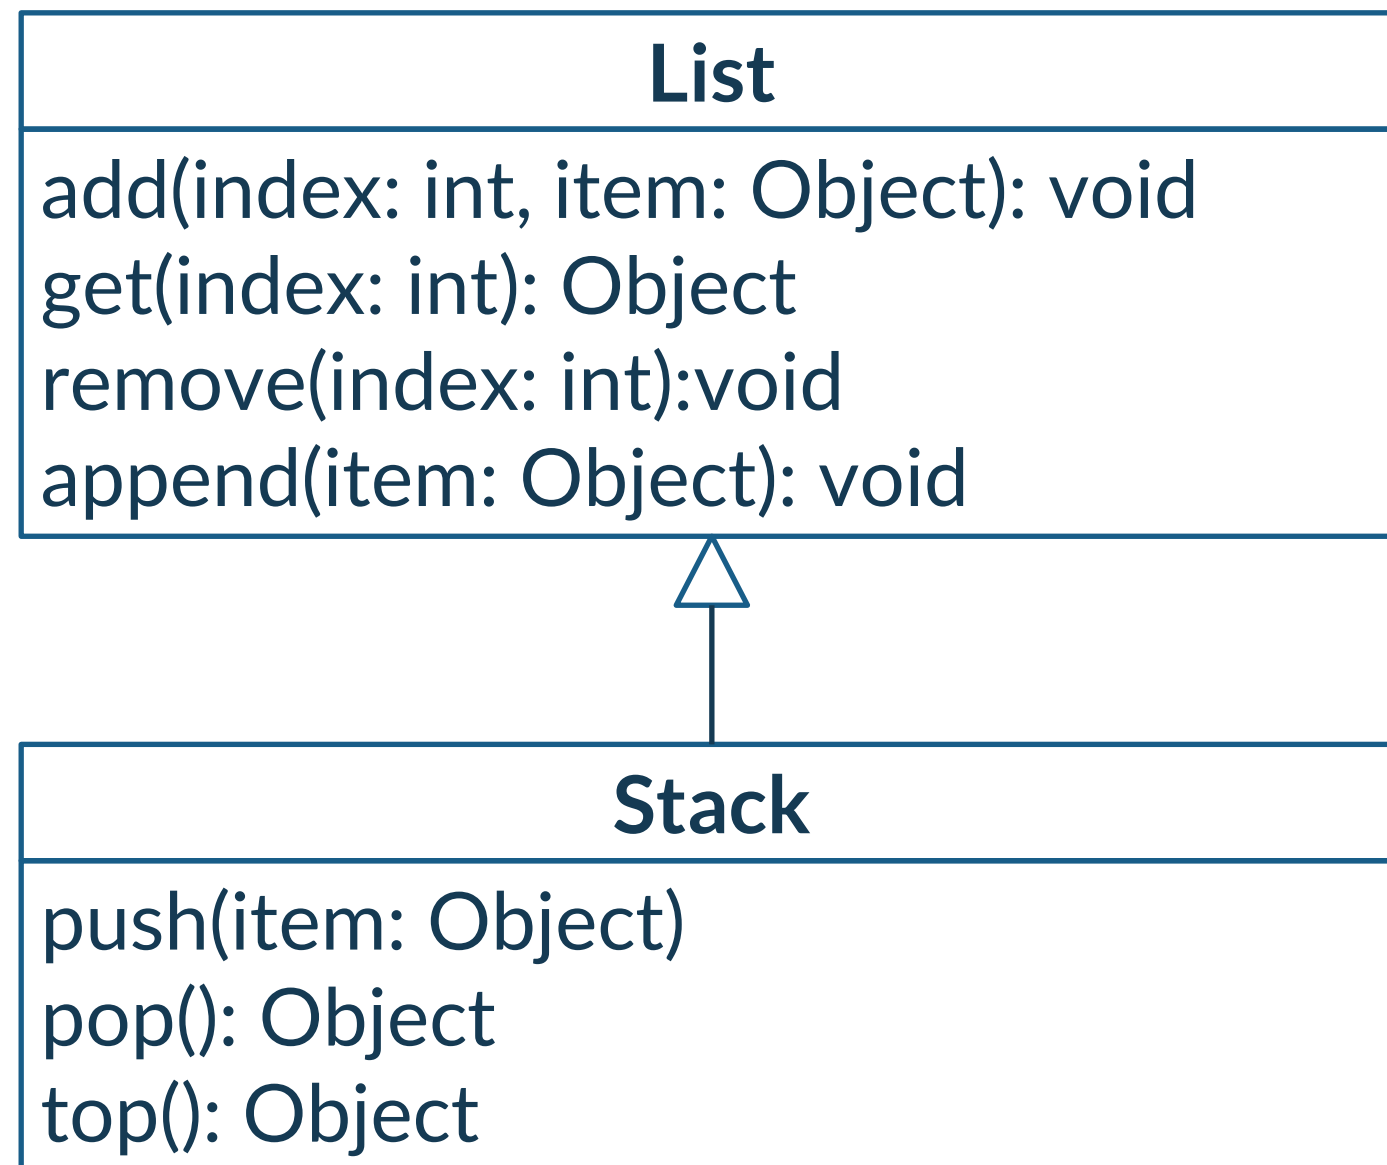 List
add(index: int, item: Object): void
get(index: int): Object
remove(index: int):void
append(item: Object): void
Stack
push(item: Object)
pop(): Object
top(): Object